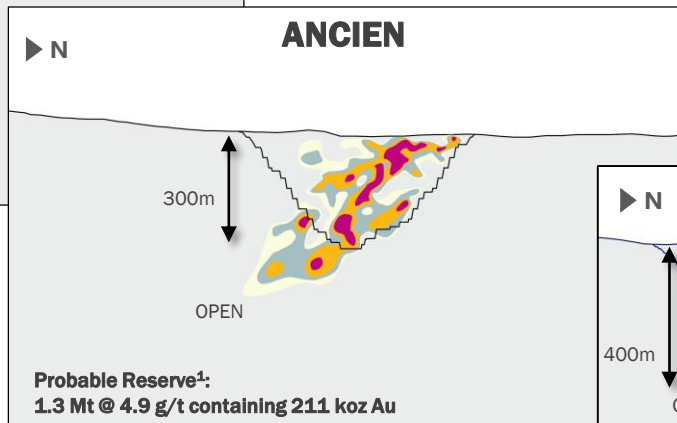 ANCIEN
N
300m
OPEN
Probable Reserve¹:
1.3 Mt @ 4.9 g/t containing 211 koz Au
N
400m